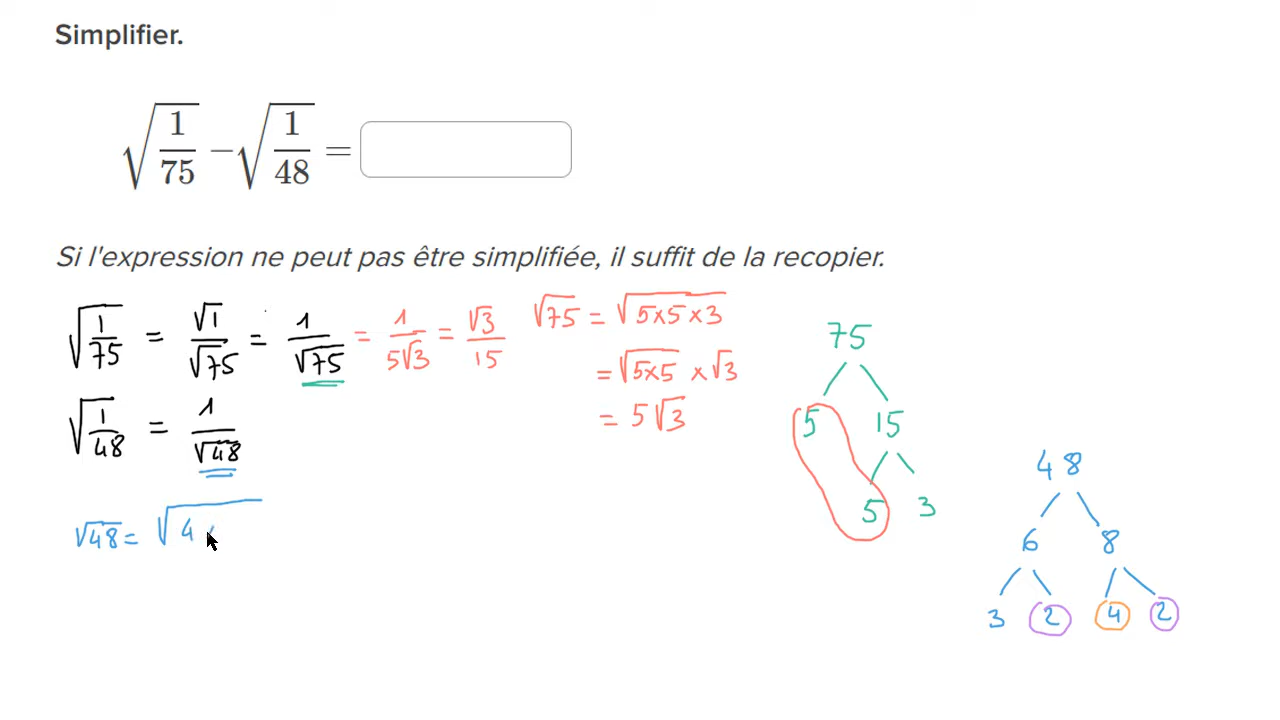 Simplifier.
√(1/75) − √(1/48) =
Si l'expression ne peut pas être simplifiée, il suffit de la recopier.
√(1/75) = √1/√75 = 1/√75 = 1/(5√3) = √3/15
√(1/48) = 1/√48
√48 = √(4
√75 = √(5×5×3)
= √(5×5) × √3
= 5√3
75
5 15
5 3
48
6 8
3 2 4 2